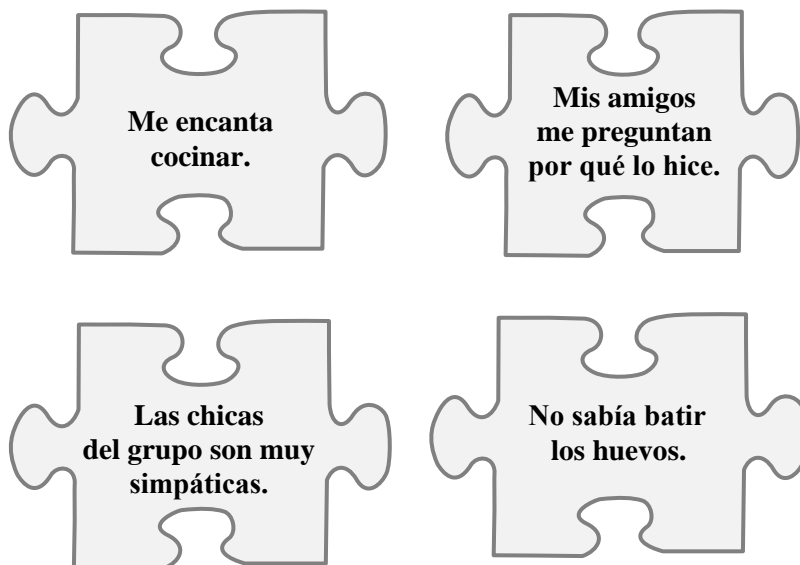 Me encanta
cocinar.
Mis amigos
me preguntan
por qué lo hice.
Las chicas
del grupo son muy
simpáticas.
No sabía batir
los huevos.